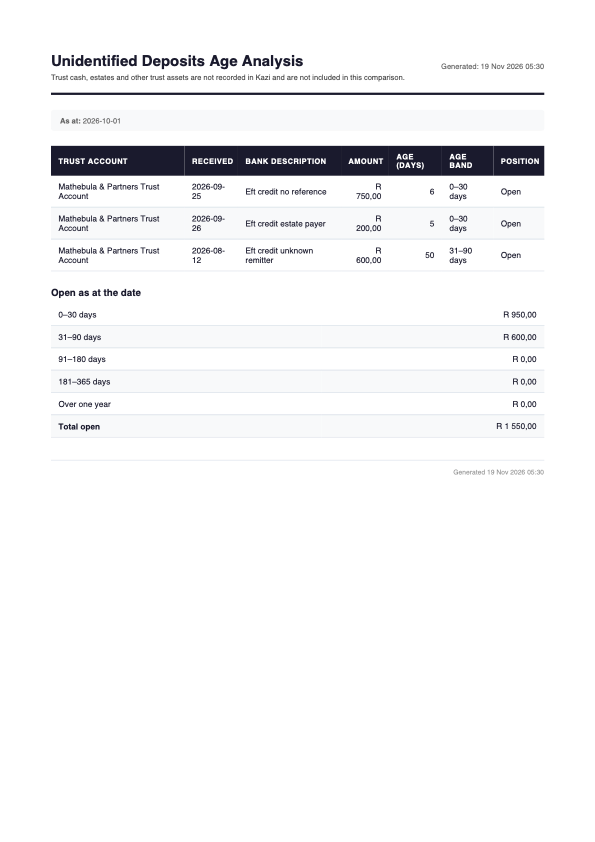 Unidentified Deposits Age Analysis
Generated: 19 Nov 2026 05:30
Trust cash, estates and other trust assets are not recorded in Kazi and are not included in this comparison.
As at: 2026-10-01
TRUST ACCOUNT RECEIVED BANK DESCRIPTION AMOUNT AGE (DAYS) AGE BAND POSITION
Mathebula & Partners Trust Account 2026-09-25 Eft credit no reference R 750,00 6 0–30 days Open
Mathebula & Partners Trust Account 2026-09-26 Eft credit estate payer R 200,00 5 0–30 days Open
Mathebula & Partners Trust Account 2026-08-12 Eft credit unknown remitter R 600,00 50 31–90 days Open
Open as at the date
0–30 days R 950,00
31–90 days R 600,00
91–180 days R 0,00
181–365 days R 0,00
Over one year R 0,00
Total open R 1 550,00
Generated 19 Nov 2026 05:30